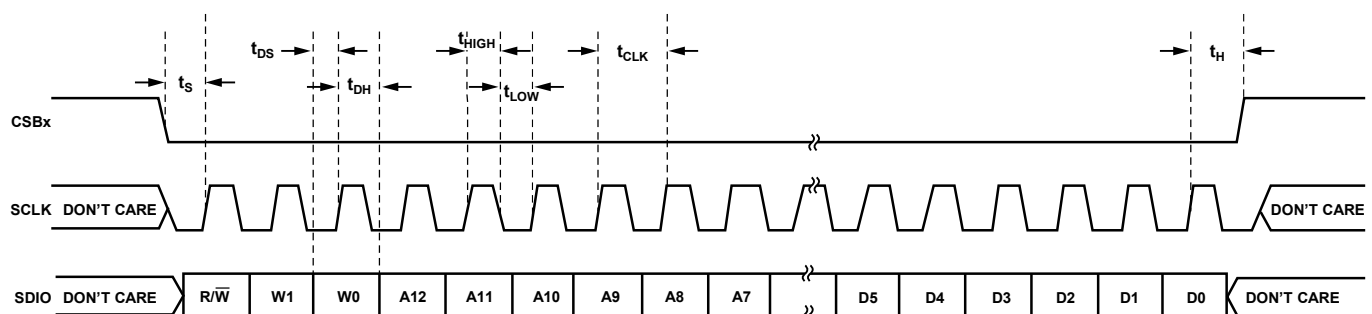 tDS
tHIGH
tCLK
tH
tS
tDH
tLOW
CSBx
SCLK DON'T CARE
DON'T CARE
SDIO DON'T CARE R/W̅ W1 W0 A12 A11 A10 A9 A8 A7 D5 D4 D3 D2 D1 D0 DON'T CARE